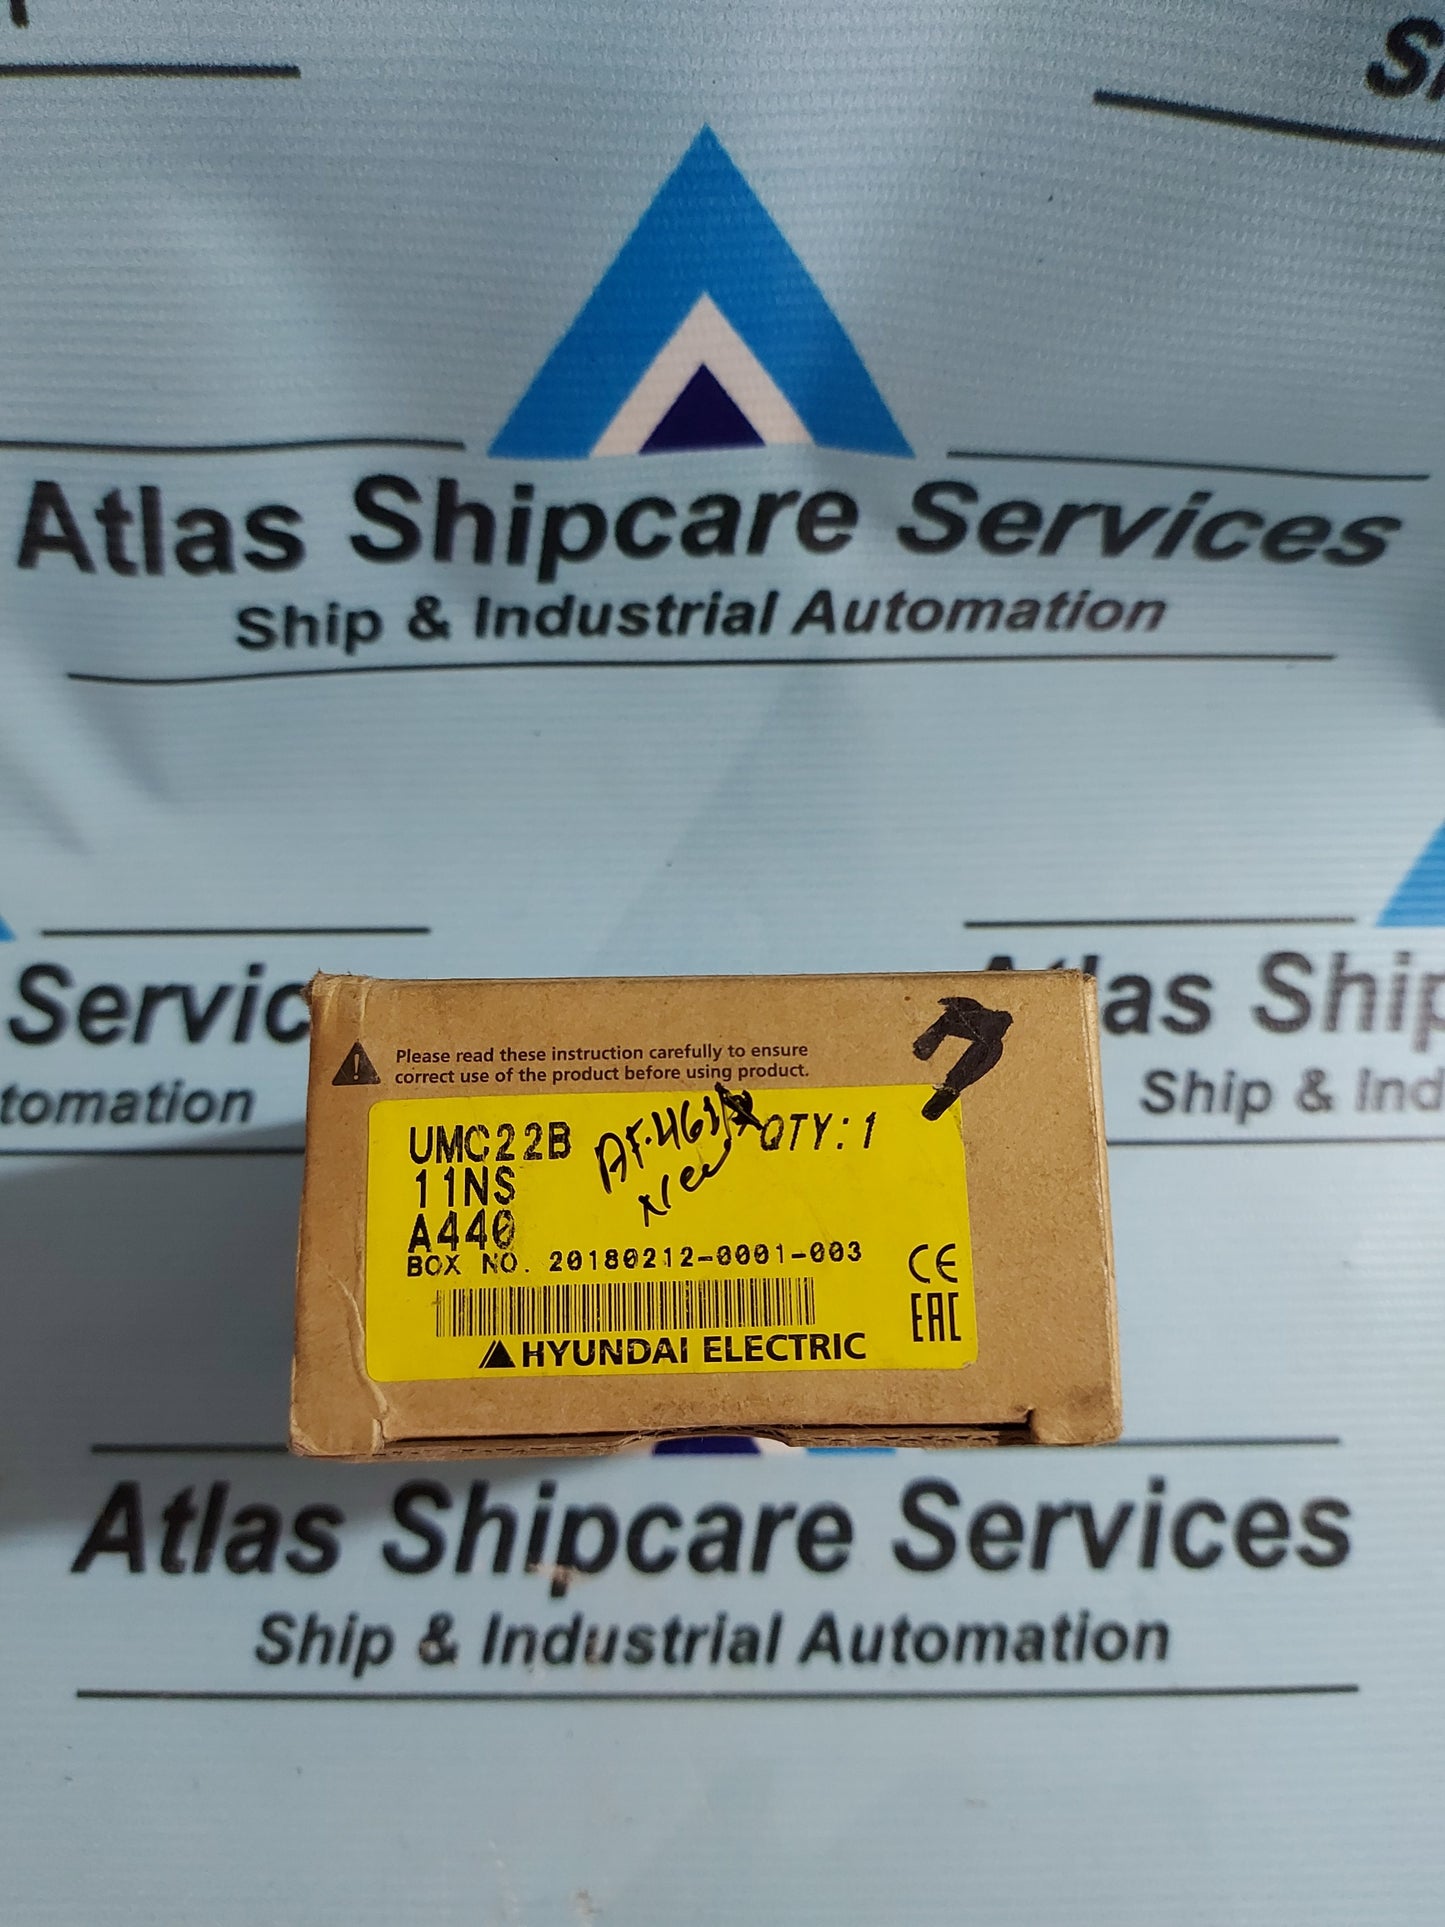 Atlas Shipcare Services
Ship & Industrial Automation
Servic
tomation
las Ship
Ship & Ind
Please read these instruction carefully to ensure
correct use of the product before using product.
UMC22B
QTY:1
11NS
New
A440
BOX NO. 20180212-0001-003
CE
EAC
HYUNDAI ELECTRIC
Atlas Shipcare Services
Ship & Industrial Automation